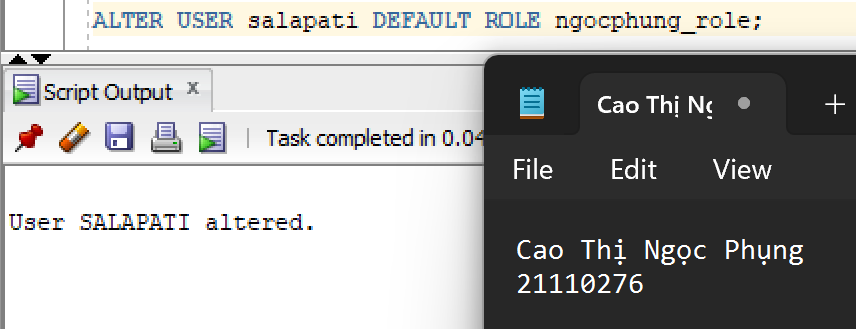 ALTER USER salapati DEFAULT ROLE ngocphung_role;
Script Output x
Task completed in 0.04
User SALAPATI altered.
Cao Thị Ng
File Edit View
Cao Thị Ngọc Phụng
21110276